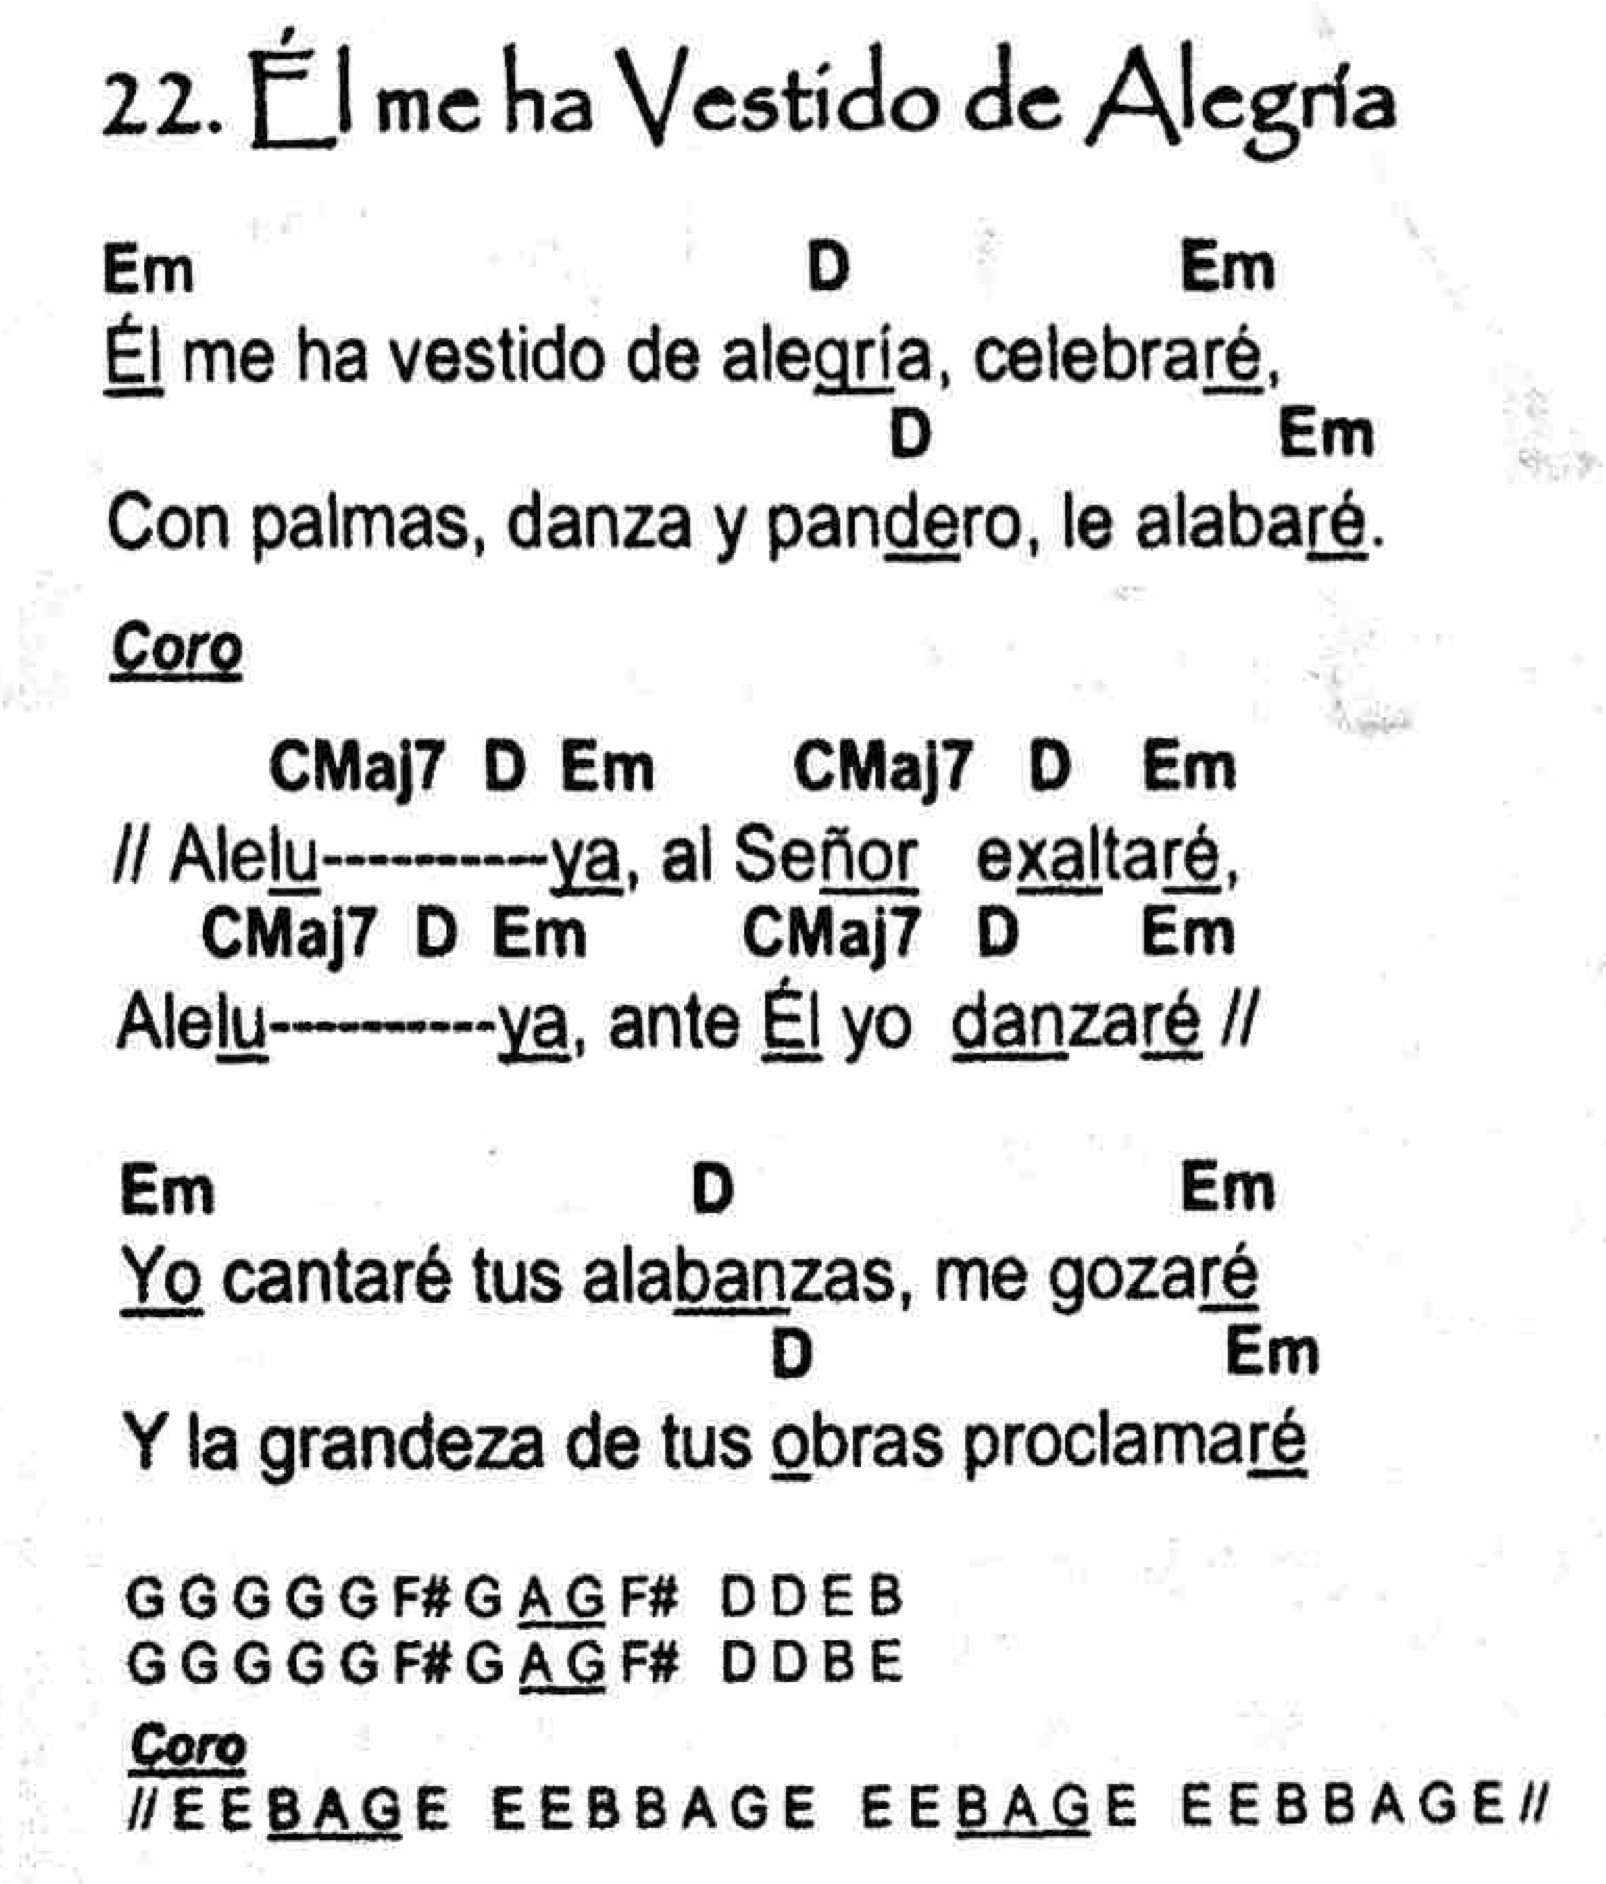 22. Él me ha Vestido de Alegría
Em D Em
Él me ha vestido de alegría, celebraré,
D Em
Con palmas, danza y pandero, le alabaré.
Coro
CMaj7 D Em CMaj7 D Em
// Alelu----------ya, al Señor exaltaré,
CMaj7 D Em CMaj7 D Em
Alelu----------ya, ante Él yo danzaré //
Em D Em
Yo cantaré tus alabanzas, me gozaré
D Em
Y la grandeza de tus obras proclamaré
G G G G G F# G A G F# D D E B
G G G G G F# G A G F# D D B E
Coro
// E E B A G E E E B B A G E E E B A G E E E B B A G E //